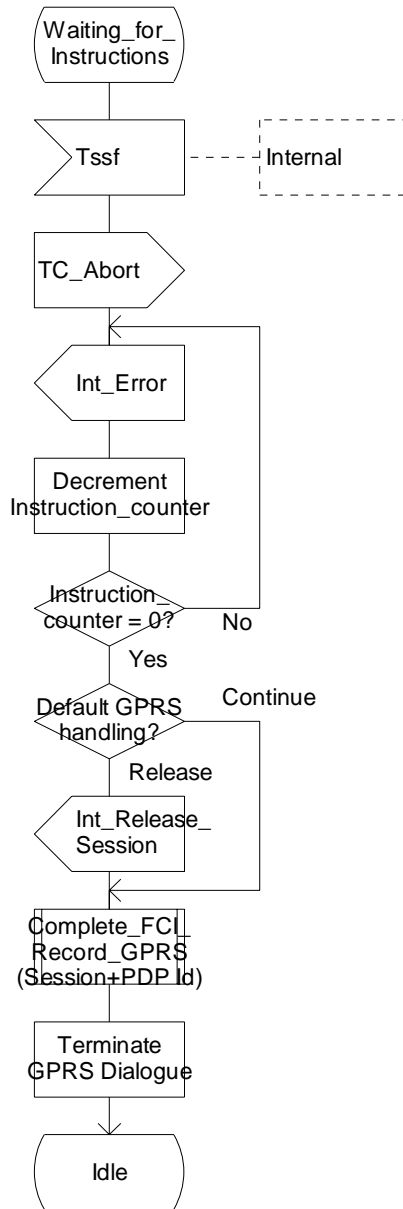 Waiting_for_
Instructions
Tssf
Internal
TC_Abort
Int_Error
Decrement
Instruction_counter
Instruction_
counter = 0?
No
Yes
Default GPRS
handling?
Continue
Release
Int_Release_
Session
Complete_FCI_
Record_GPRS
(Session+PDP Id)
Terminate
GPRS Dialogue
Idle